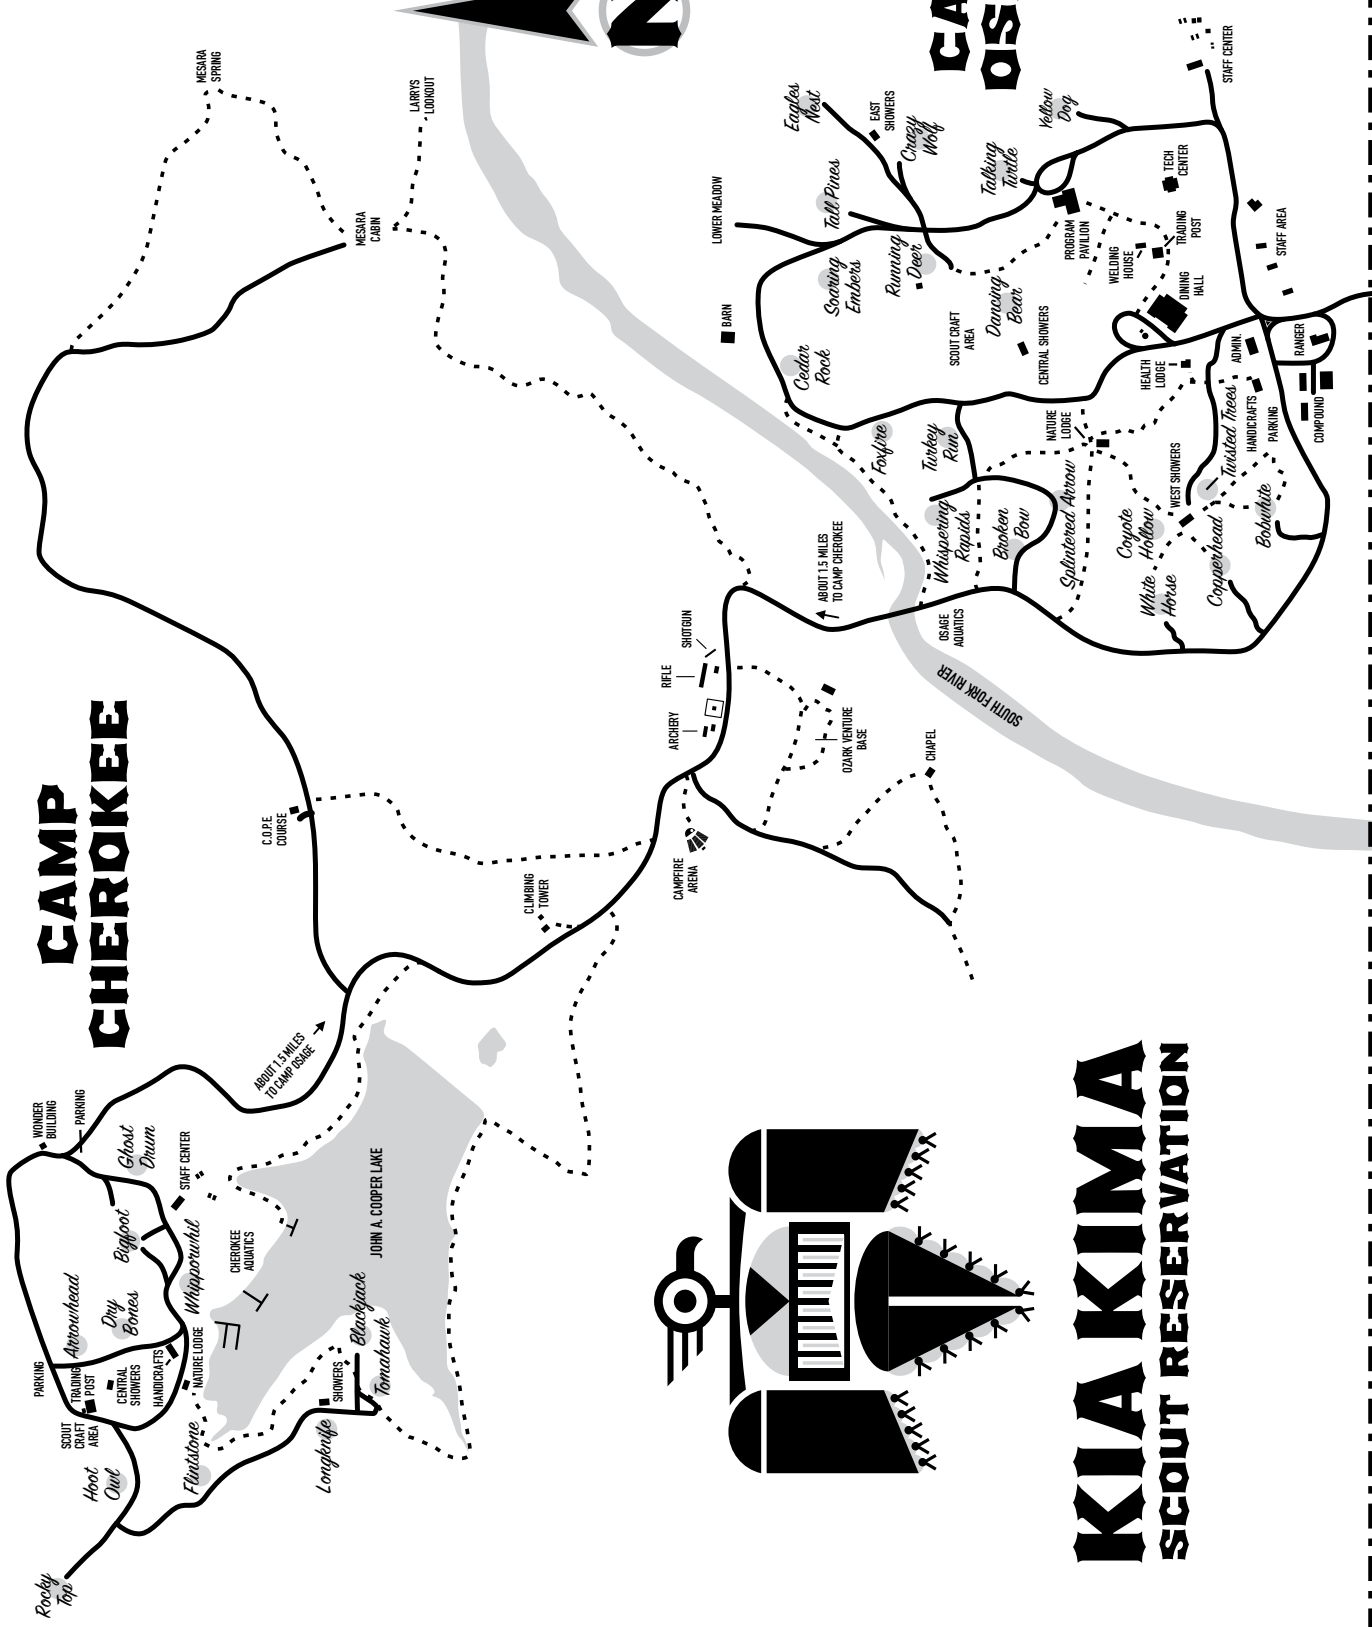 CAMP
CHEROKEE
MESARA
SPRING
LARRYS
LOOKOUT
MESARA
CABIN
C.O.P.E.
COURSE
CLIMBING
TOWER
ABOUT 1.5 MILES
TO CAMP OSAGE
WONDER
BUILDING
PARKING
Ghost
Drum
STAFF CENTER
Bigfoot
Whipporwhil
CHEROKEE
AQUATICS
JOHN A. COOPER LAKE
Arrowhead
Dry
Bones
PARKING
TRADING
POST
CENTRAL
SHOWERS
HANDICRAFTS
NATURE LODGE
SCOUT
CRAFT
AREA
Hoot
Owl
Flintstone
Longknife
SHOWERS
Blackjack
Tomahawk
Rocky
Top
ARCHERY
RIFLE
SHOTGUN
CAMPFIRE
ARENA
OZARK VENTURE
BASE
CHAPEL
ABOUT 1.5 MILES
TO CAMP CHEROKEE
OSAGE
AQUATICS
SOUTH FORK RIVER
N
CA
OS
Eagles
Nest
EAST
SHOWERS
Crazy
Wolf
Tall Pines
LOWER MEADOW
Talking
Turtle
Yellow
Dog
STAFF CENTER
TECH
CENTER
PROGRAM
PAVILION
TRADING
POST
WELDING
HOUSE
STAFF AREA
DINING
HALL
Soaring
Embers
Running
Deer
Dancing
Bear
SCOUT CRAFT
AREA
CENTRAL SHOWERS
BARN
Cedar
Rock
HEALTH
LODGE
ADMIN.
RANGER
COMPOUND
PARKING
HANDICRAFTS
Twisted Trees
NATURE
LODGE
WEST SHOWERS
Foxfire
Turkey
Run
Whispering
Rapids
Broken
Bow
Splintered Arrow
Coyote
Hollow
White
Horse
Copperhead
Bobwhite
KIA KIMA
SCOUT RESERVATION